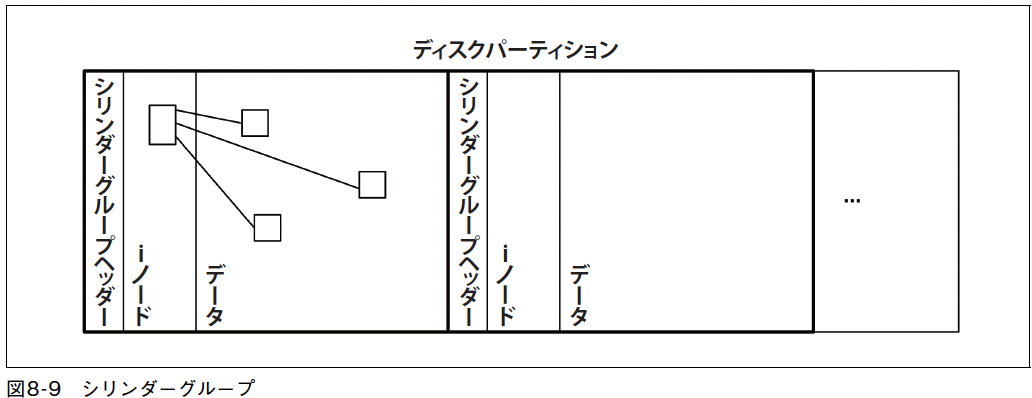 ディスクパーティション
シリンダーグループヘッダー
iノード
データ
シリンダーグループヘッダー
iノード
データ
...
図8-9 シリンダーグループ